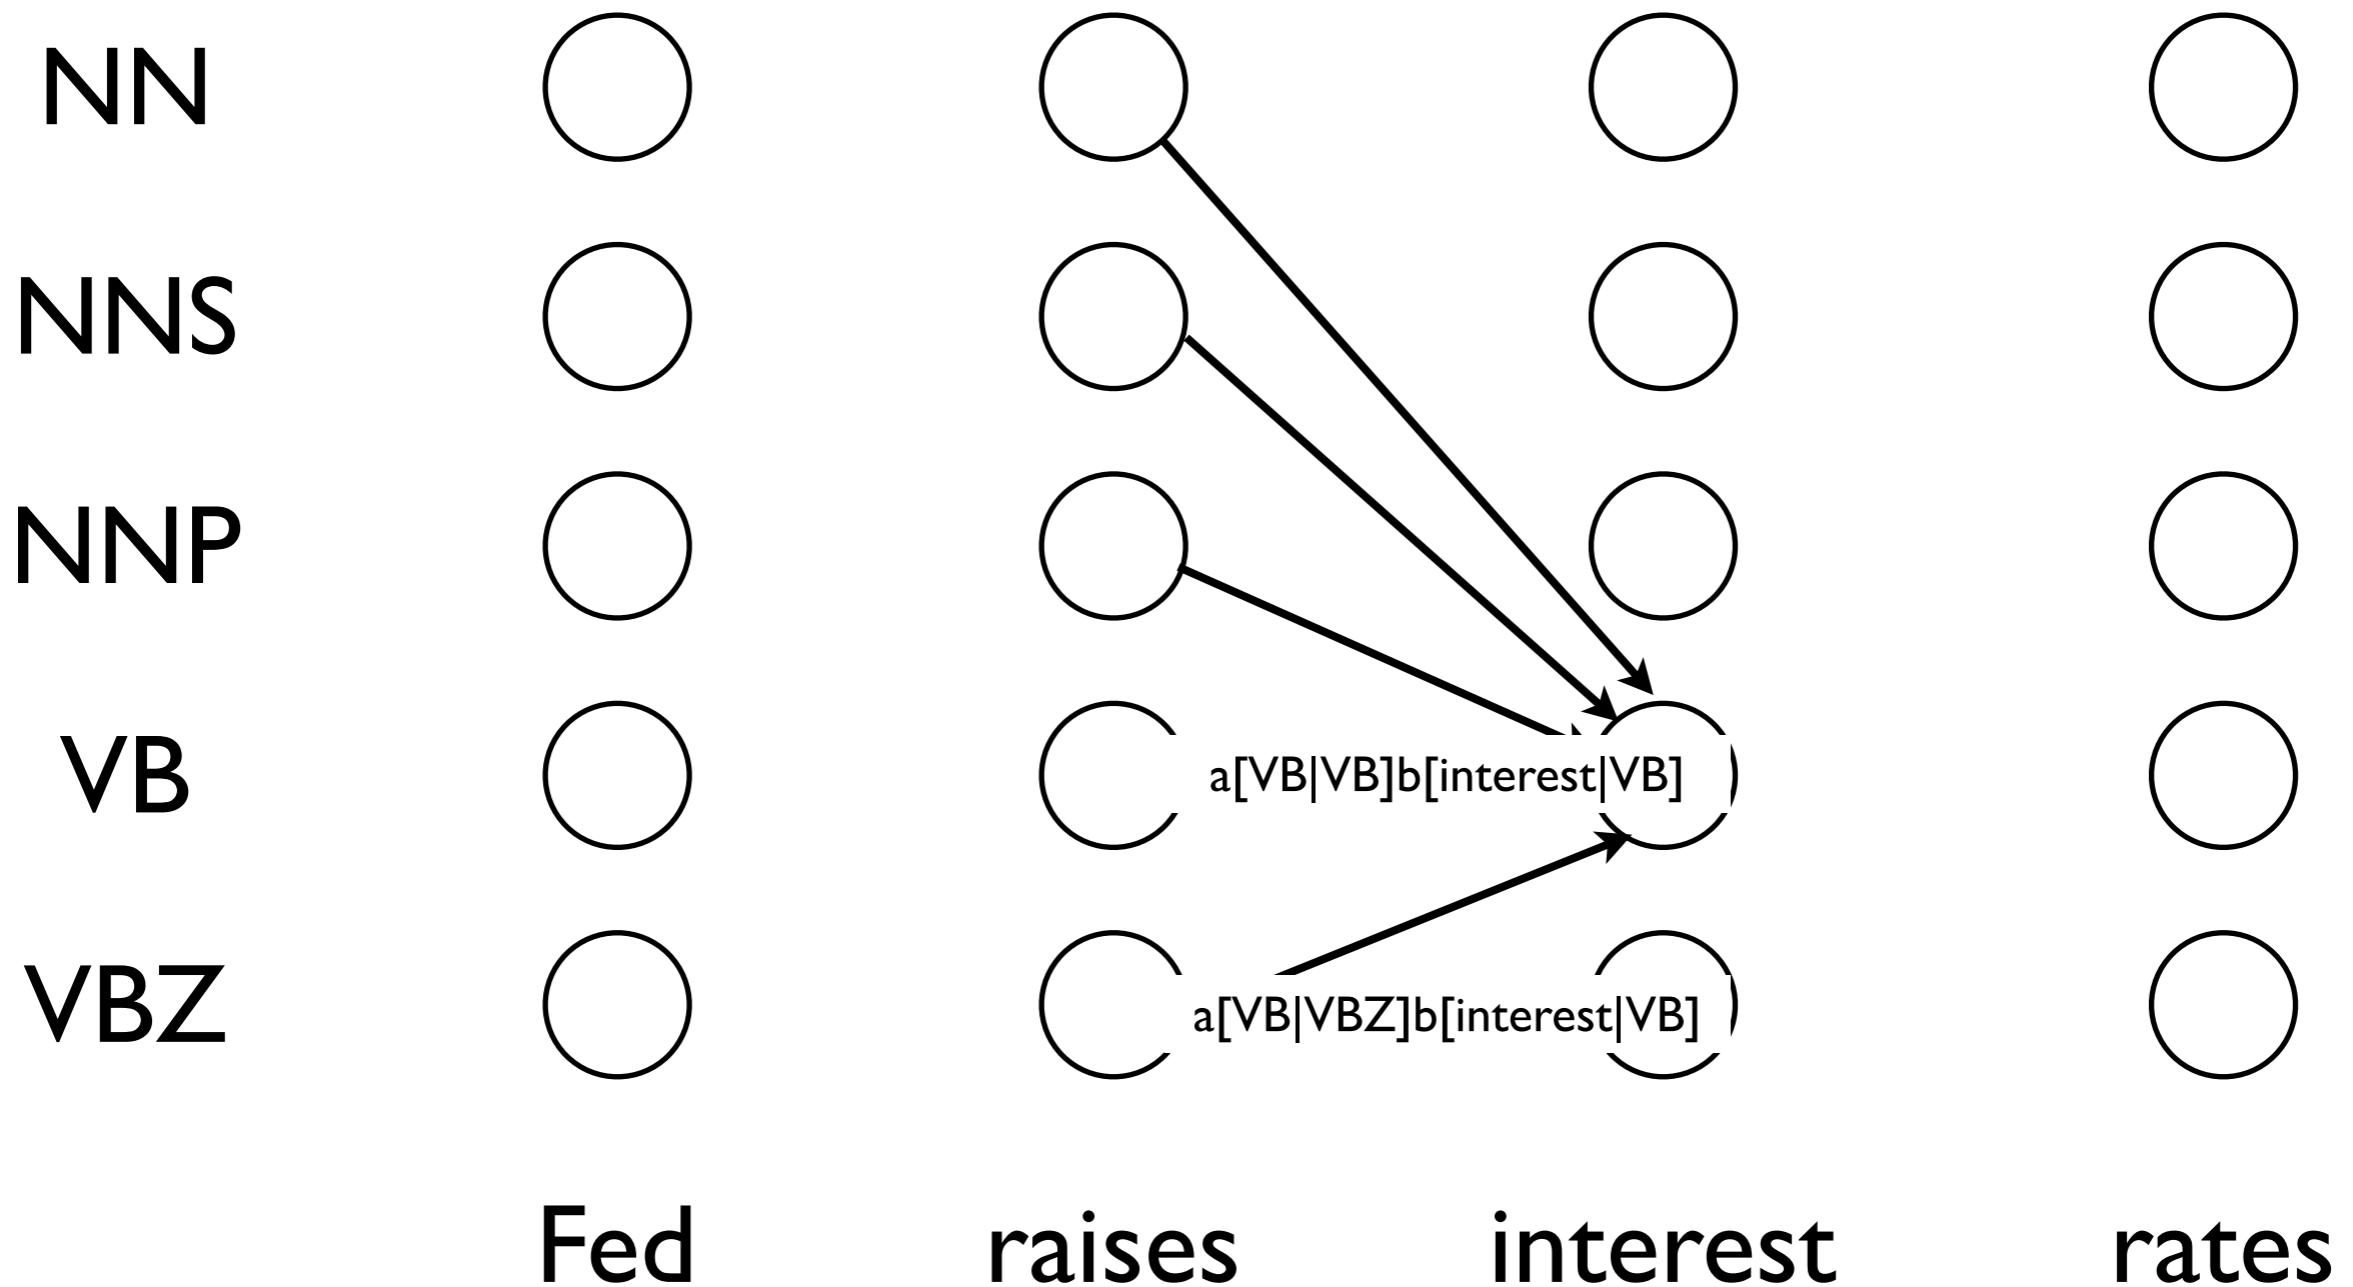 NN
NNS
NNP
VB
a[VB|VB]b[interest|VB]
VBZ
a[VB|VBZ]b[interest|VB]
Fed raises interest rates